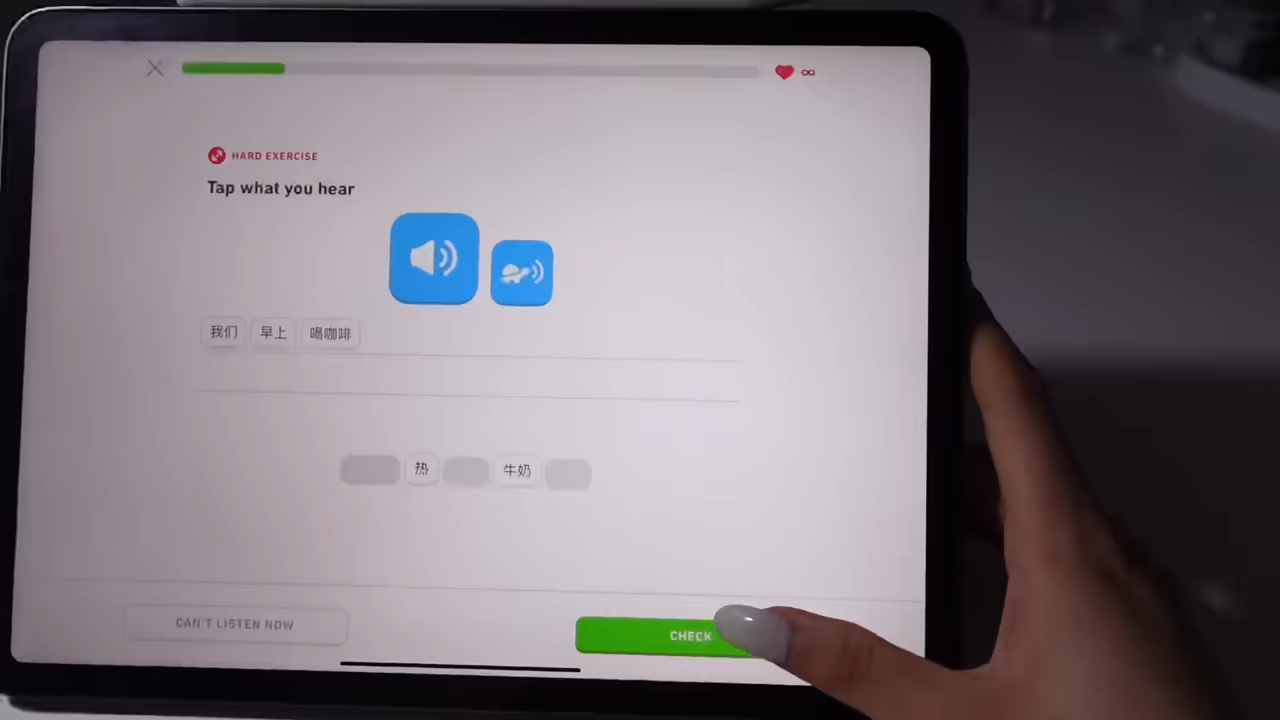 ∞
HARD EXERCISE
Tap what you hear
我们 早上 喝咖啡
热 牛奶
CAN'T LISTEN NOW
CHECK